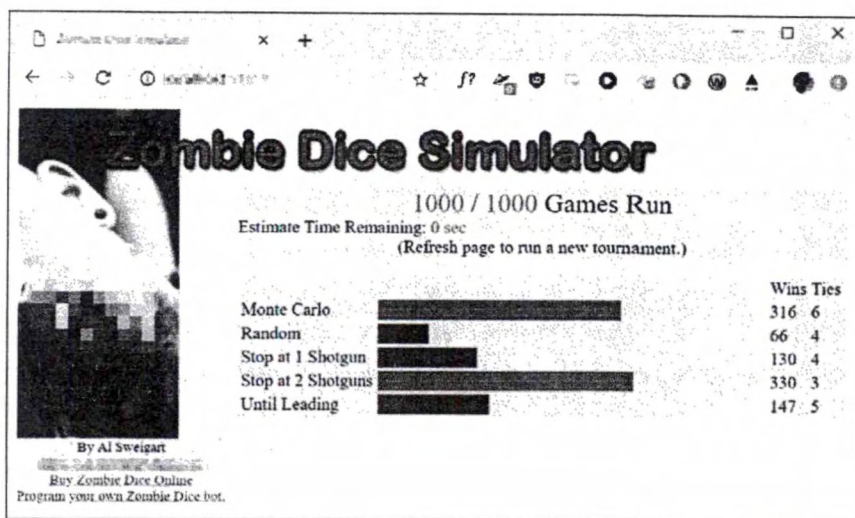 Zombie Dice Simulator
1000 / 1000 Games Run
Estimate Time Remaining: 0 sec
(Refresh page to run a new tournament.)
Wins Ties
Monte Carlo 316 6
Random 66 4
Stop at 1 Shotgun 130 4
Stop at 2 Shotguns 330 3
Until Leading 147 5
By Al Sweigart
Buy Zombie Dice Online
Program your own Zombie Dice bot.